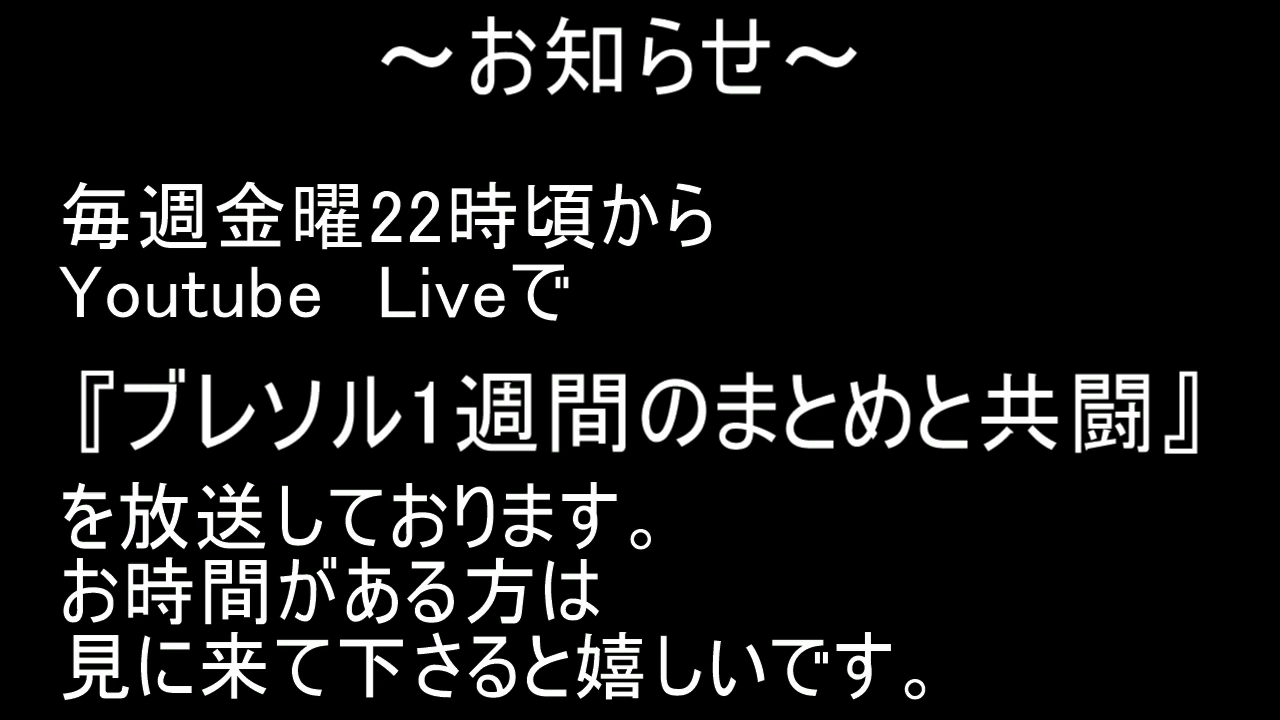 ～お知らせ～
毎週金曜22時頃から
Youtube　Liveで
『ブレソル1週間のまとめと共闘』
を放送しております。
お時間がある方は
見に来て下さると嬉しいです。